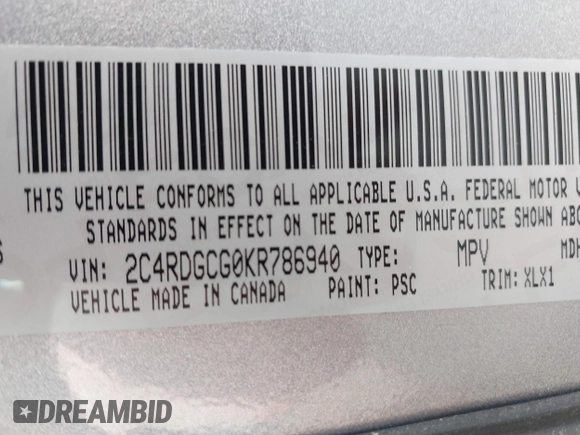 THIS VEHICLE CONFORMS TO ALL APPLICABLE U.S.A. FEDERAL MOTOR
STANDARDS IN EFFECT ON THE DATE OF MANUFACTURE SHOWN
VIN: 2C4RDGCG0KR786940 TYPE: MPV
VEHICLE MADE IN CANADA PAINT: PSC TRIM: XLX1
DREAMBID